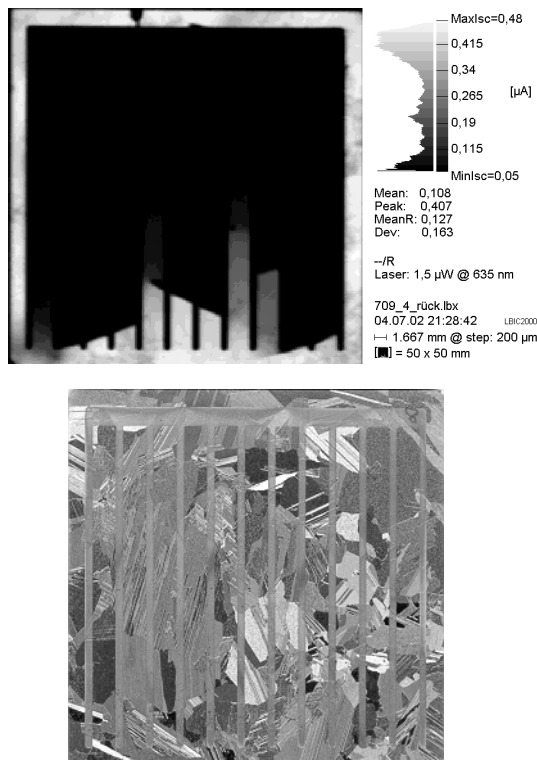 MaxIsc=0,48
0,415
0,34
0,265
[µA]
0,19
0,115
MinIsc=0,05
Mean: 0,108
Peak: 0,407
MeanR: 0,127
Dev: 0,163
--/R
Laser: 1,5 µW @ 635 nm
709_4_rück.lbx
04.07.02 21:28:42 LBIC2000
1.667 mm @ step: 200 µm
[ ] = 50 x 50 mm